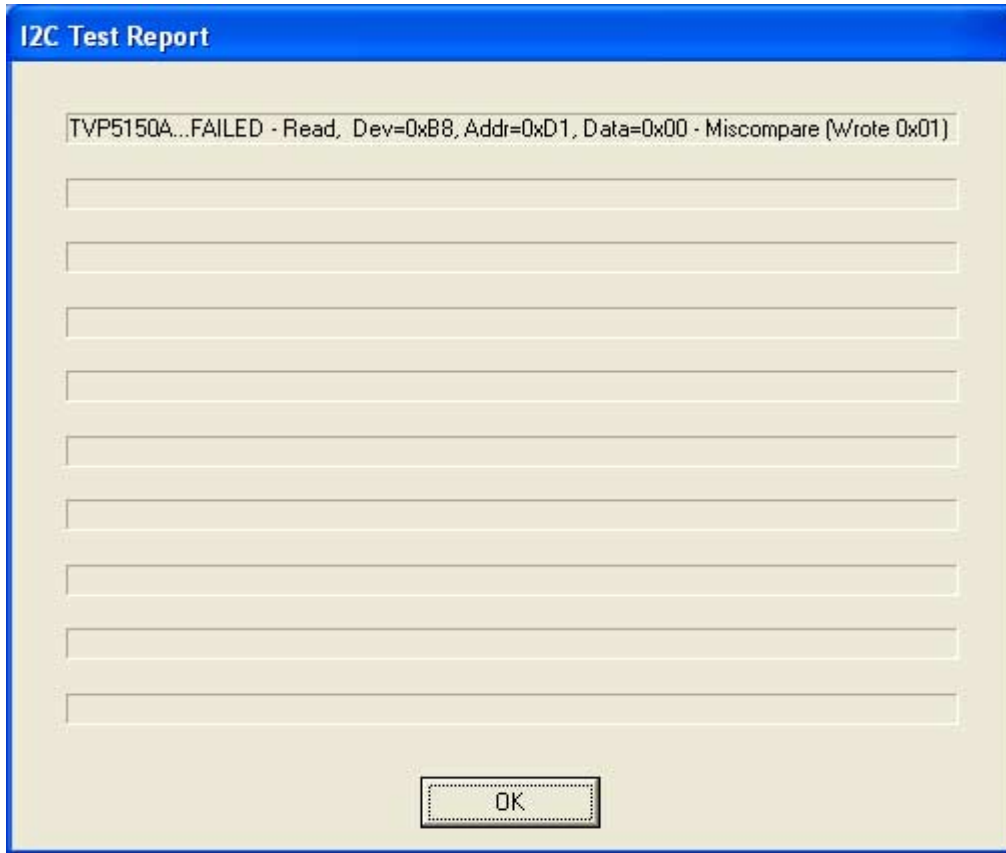 I2C Test Report
TVP5150A...FAILED - Read,  Dev=0xB8, Addr=0xD1, Data=0x00 - Miscompare (Wrote 0x01)
OK